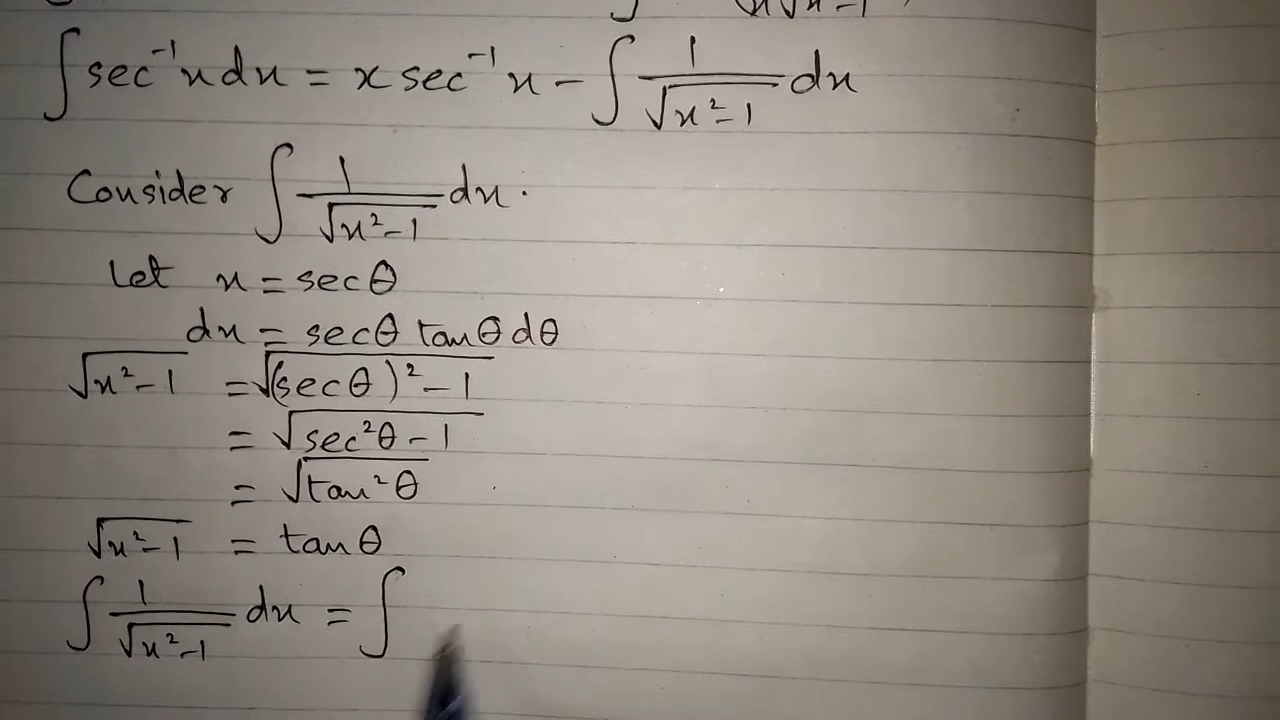 ∫ sec⁻¹x dx = x sec⁻¹x − ∫ 1/√(x²−1) dx
Consider ∫ 1/√(x²−1) dx.
Let x = secθ
dx = secθ tanθ dθ
√(x²−1) = √((secθ)²−1)
= √(sec²θ−1)
= √(tan²θ)
√(x²−1) = tanθ
∫ 1/√(x²−1) dx = ∫